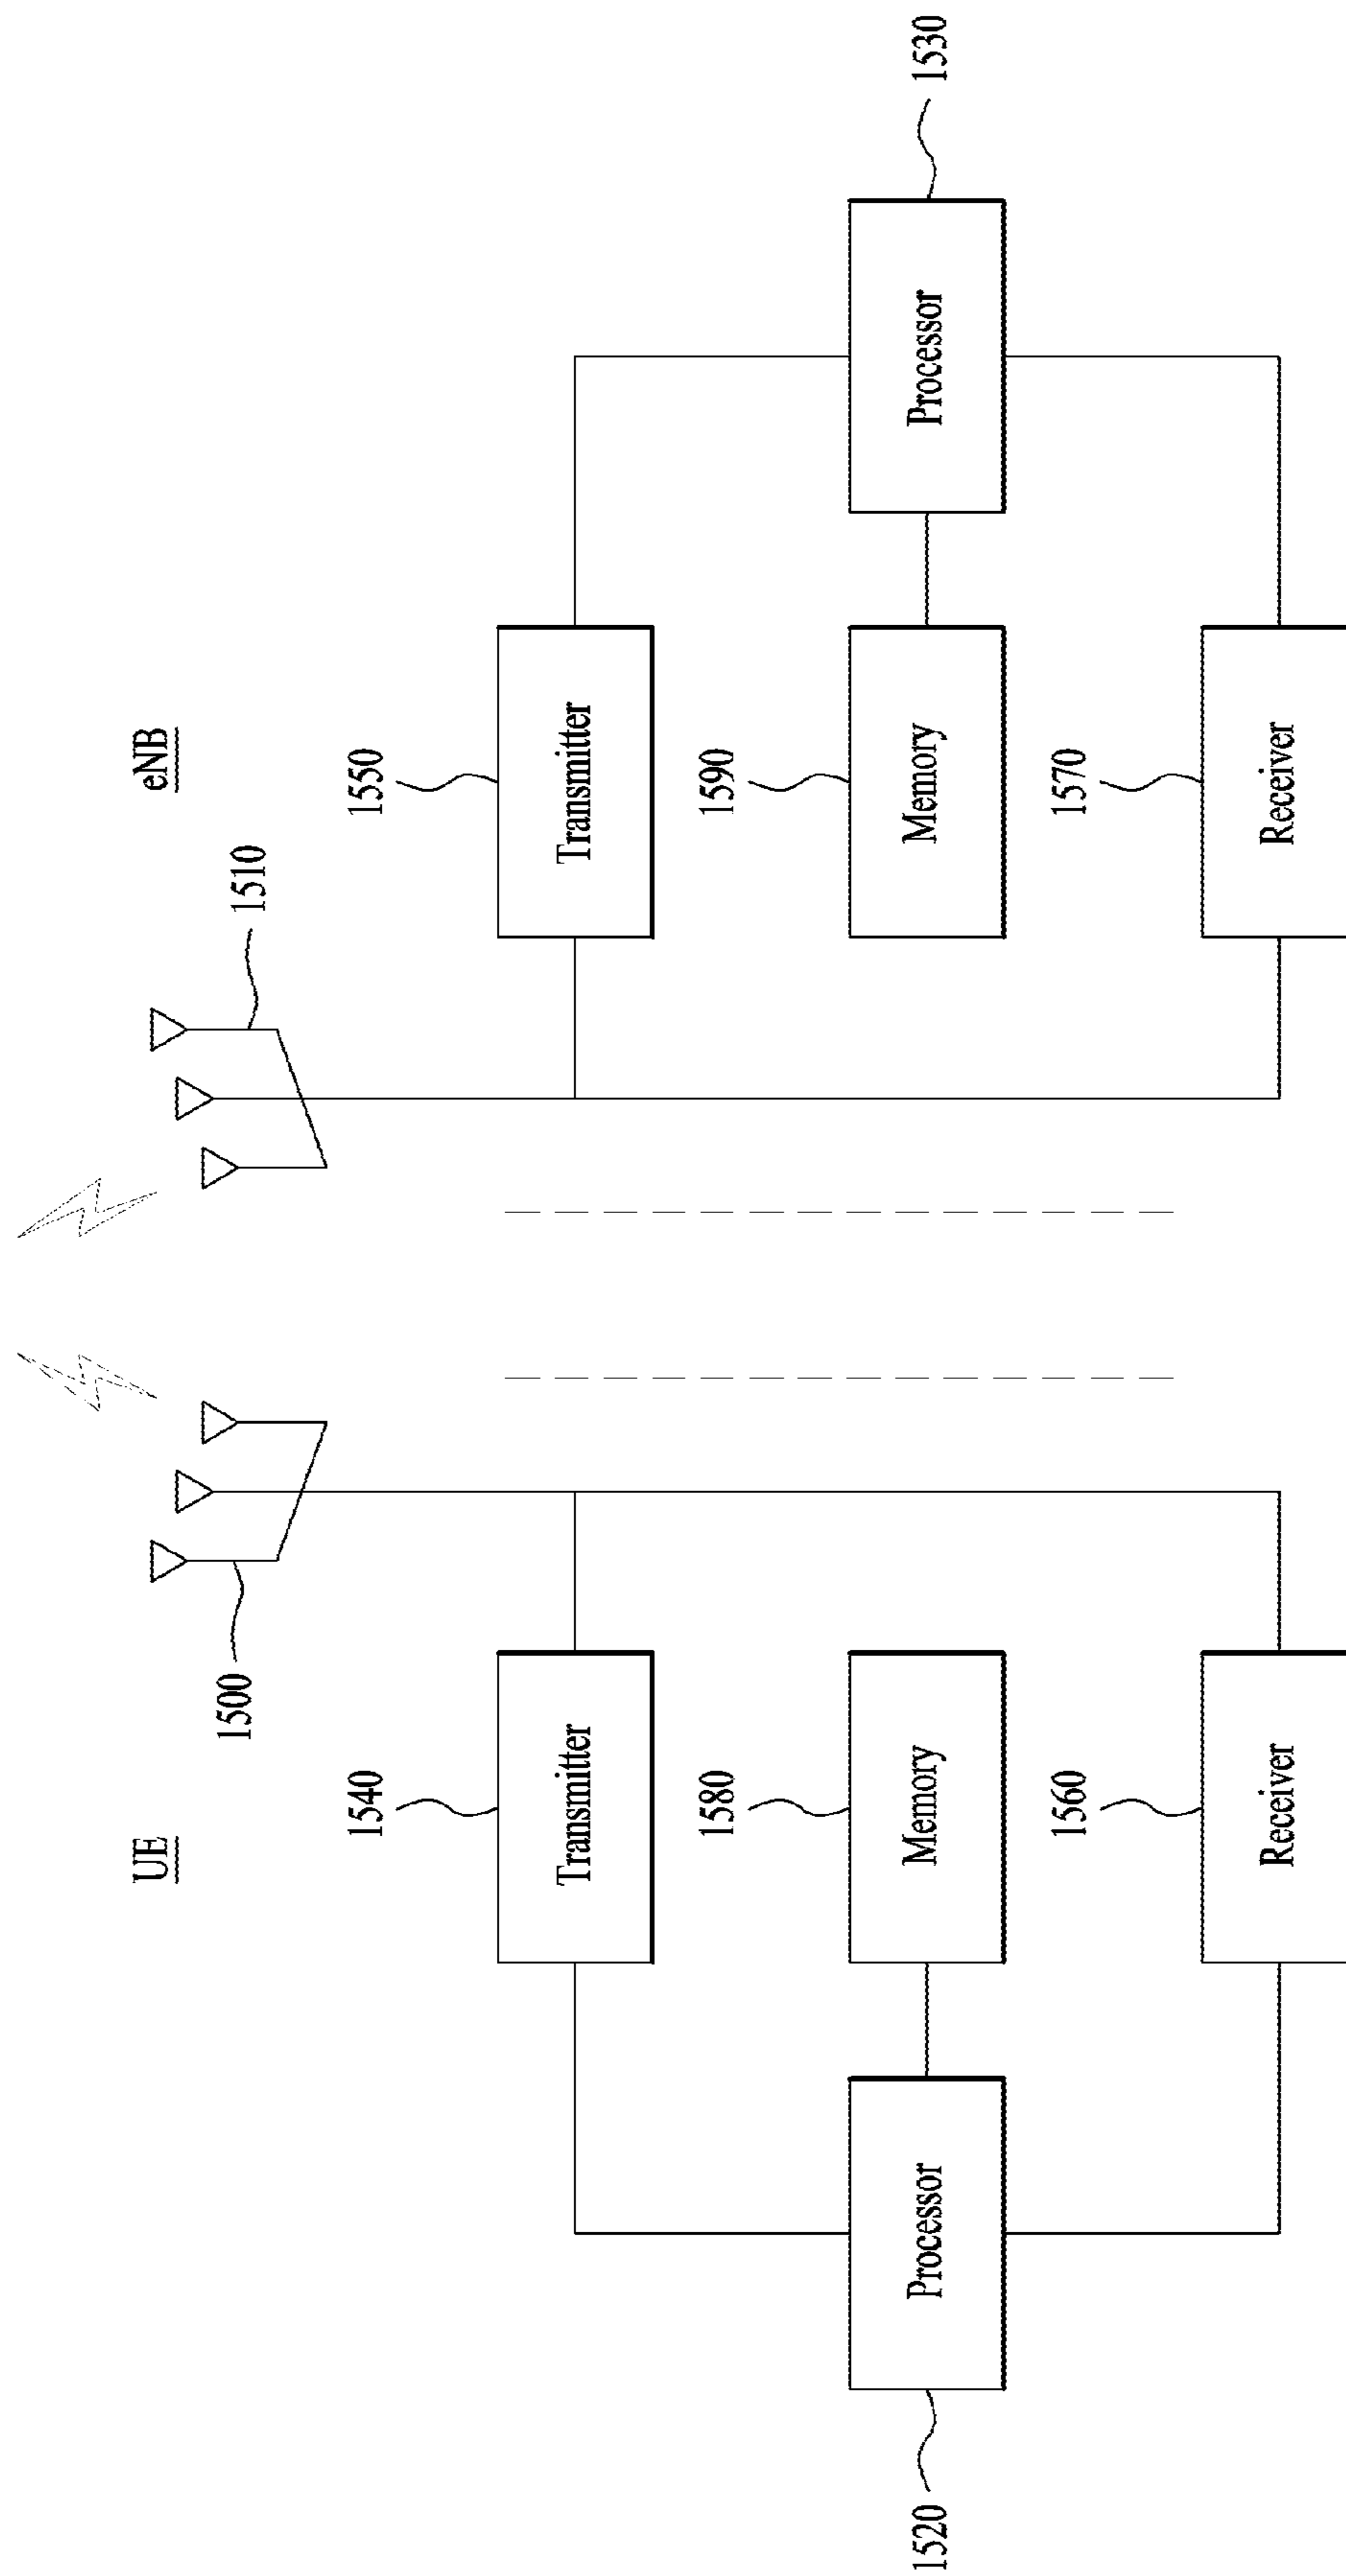 UE
eNB
1500
1510
1540
1550
Transmitter
Transmitter
1580
1590
1520
Processor
Memory
Memory
Processor
1530
1560
1570
Receiver
Receiver